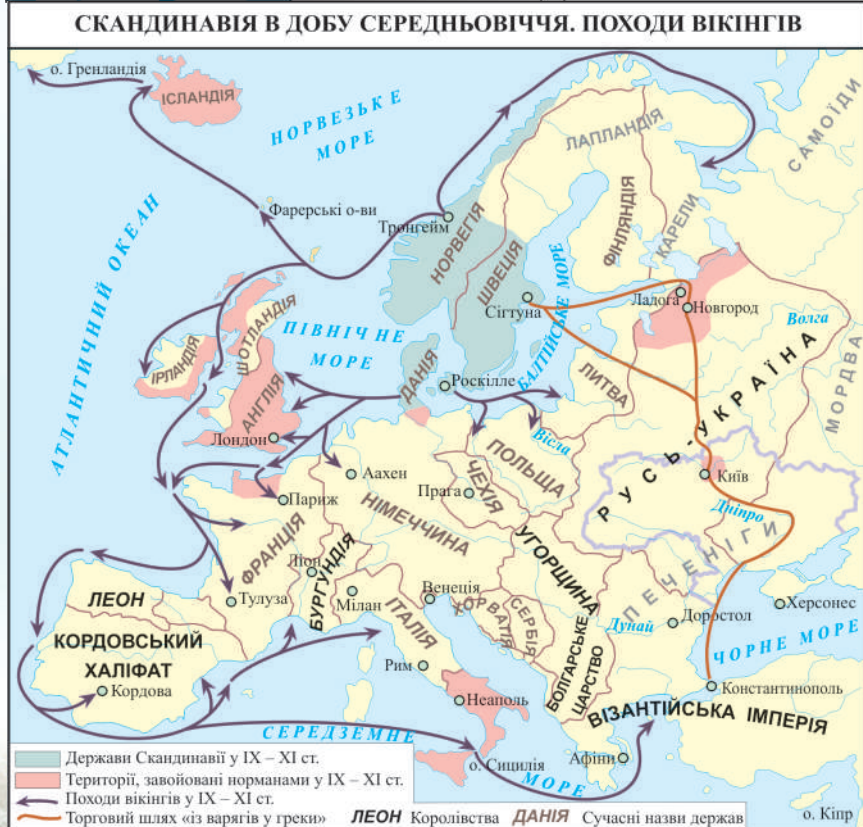 СКАНДИНАВІЯ В ДОБУ СЕРЕДНЬОВІЧЧЯ. ПОХОДИ ВІКІНГІВ
о. Гренландія
ІСЛАНДІЯ
НОРВЕЗЬКЕ
МОРЕ
ЛАПЛАНДІЯ
САМОЇДИ
АТЛАНТИЧНИЙ ОКЕАН
Фарерські о-ви
Тронгейм
НОРВЕГІЯ
ШВЕЦІЯ
ФІНЛЯНДІЯ
КАРЕЛИ
БАЛТІЙСЬКЕ МОРЕ
Сігтуна
Ладога
Новгород
Волга
МОРДВА
ШОТЛАНДІЯ
ІРЛАНДІЯ
АНГЛІЯ
ПІВНІЧНЕ
МОРЕ
ДАНІЯ
Роскілле
ЛИТВА
Лондон
РУСЬ-УКРАЇНА
Вісла
ПОЛЬЩА
Аахен
Прага
ЧЕХІЯ
Київ
Париж
НІМЕЧЧИНА
Дніпро
ФРАНЦІЯ
Ліон
БУРГУНДІЯ
УГОРЩИНА
ПЕЧЕНІГИ
ЛЕОН
Тулуза
Мілан
Венеція
ІТАЛІЯ
ХОРВАТІЯ
СЕРБІЯ
Дунай
Доростол
Херсонес
КОРДОВСЬКИЙ
ХАЛІФАТ
Кордова
Рим
БОЛГАРСЬКЕ
ЦАРСТВО
ЧОРНЕ МОРЕ
Неаполь
Константинополь
ВІЗАНТІЙСЬКА ІМПЕРІЯ
СЕРЕДЗЕМНЕ
МОРЕ
о. Сицилія
Афіни
о. Кіпр
Держави Скандинавії у IX – XI ст.
Території, завойовані норманами у IX – XI ст.
Походи вікінгів у IX – XI ст.
Торговий шлях «із варягів у греки» ЛЕОН Королівства ДАНІЯ Сучасні назви держав